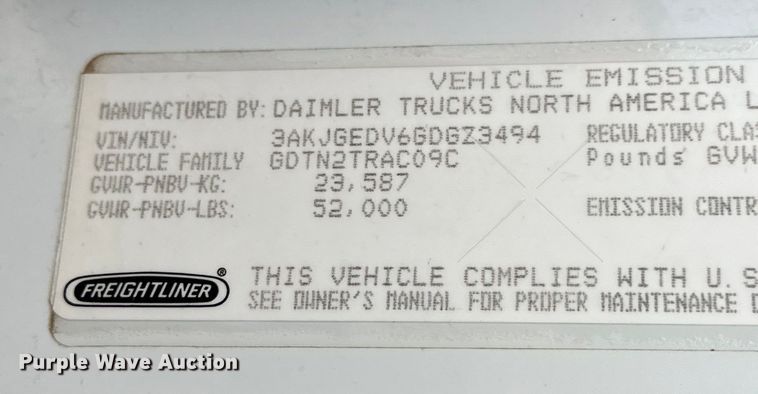 VEHICLE EMISSION
MANUFACTURED BY: DAIMLER TRUCKS NORTH AMERICA L
VIN/NIV: 3AKJGEDV6GDGZ3494 REGULATORY CLA
VEHICLE FAMILY GDTN2TRAC09C Pounds GVW
GVWR-PNBV-KG: 23,587
GVWR-PNBV-LBS: 52,000 EMISSION CONTR
FREIGHTLINER ® THIS VEHICLE COMPLIES WITH U.S
SEE OWNER'S MANUAL FOR PROPER MAINTENANCE
Purple Wave Auction